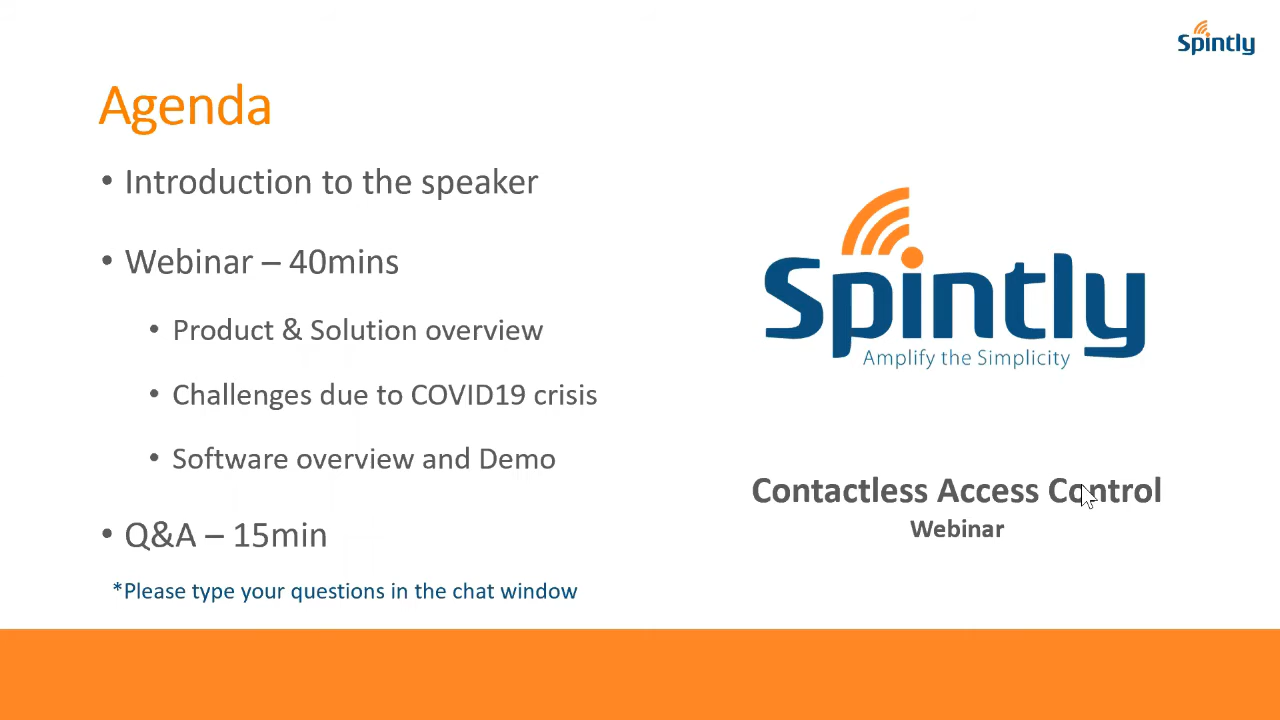 Spintly
Agenda
• Introduction to the speaker
• Webinar – 40mins
• Product & Solution overview
• Challenges due to COVID19 crisis
• Software overview and Demo
• Q&A – 15min
*Please type your questions in the chat window
Spintly
Amplify the Simplicity
Contactless Access Control
Webinar